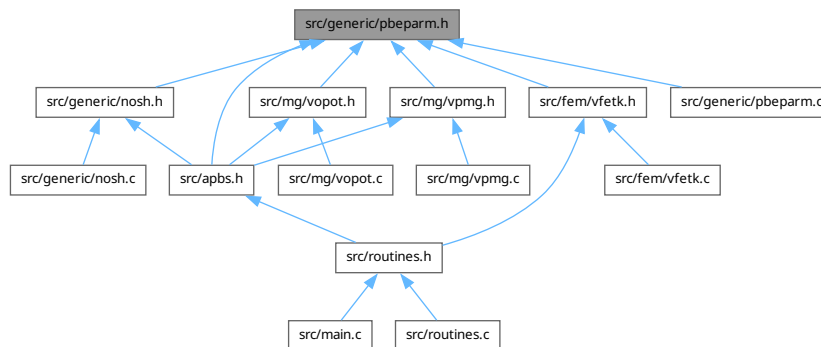 src/generic/pbeparm.h
src/generic/nosh.h
src/mg/vopot.h
src/mg/vpmg.h
src/fem/vfetk.h
src/generic/pbeparm.c
src/generic/nosh.c
src/apbs.h
src/mg/vopot.c
src/mg/vpmg.c
src/fem/vfetk.c
src/routines.h
src/main.c
src/routines.c